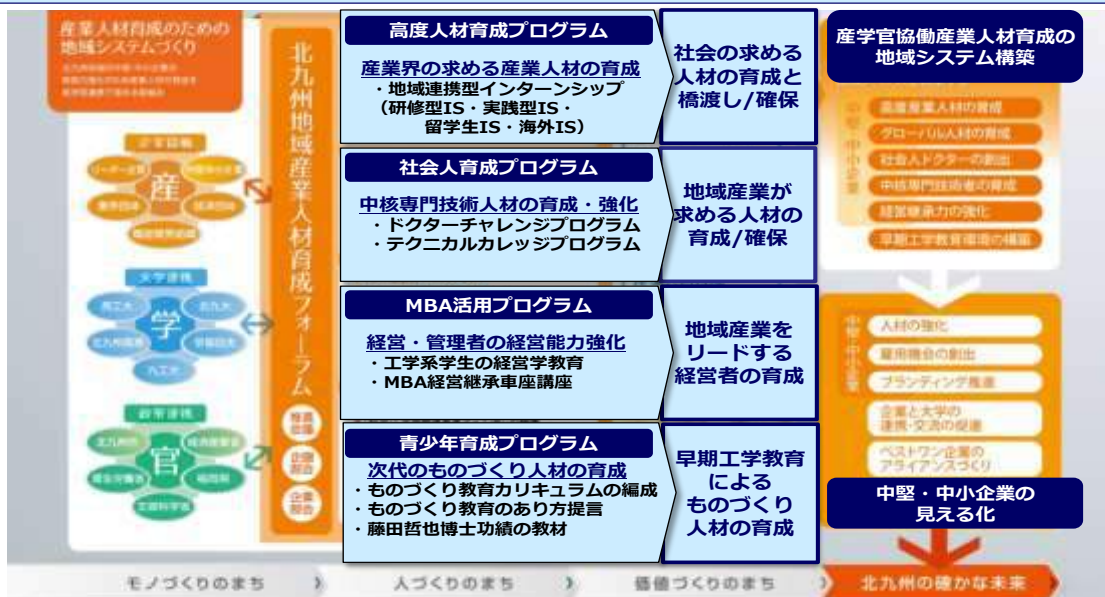 産業人材育成のための
地域システムづくり
産
学
官
北九州地域産業人材育成フォーラム
高度人材育成プログラム
産業界の求める産業人材の育成
・地域連携型インターンシップ
(研修型IS・実践型IS・
留学生IS・海外IS)
社会の求める
人材の育成と
橋渡し/確保
社会人育成プログラム
中核専門技術人材の育成・強化
・ドクターチャレンジプログラム
・テクニカルカレッジプログラム
地域産業が
求める人材の
育成/確保
MBA活用プログラム
経営・管理者の経営能力強化
・工学系学生の経営学教育
・MBA経営継承車座講座
地域産業を
リードする
経営者の育成
青少年育成プログラム
次代のものづくり人材の育成
・ものづくり教育カリキュラムの編成
・ものづくり教育のあり方提言
・藤田哲也博士功績の教材
早期工学教育
による
ものづくり
人材の育成
産学官協働産業人材育成の
地域システム構築
高度産業人材の育成
グローバル人材の育成
社会人ドクターの創出
中核専門技術者の育成
経営継承力の強化
早期工学教育環境の構築
人材の強化
雇用機会の創出
ブランディング推進
企業と大学の
連携・交流の促進
ベストワン企業の
アライアンスづくり
中堅・中小企業の
見える化
モノづくりのまち
人づくりのまち
価値づくりのまち
北九州の確かな未来